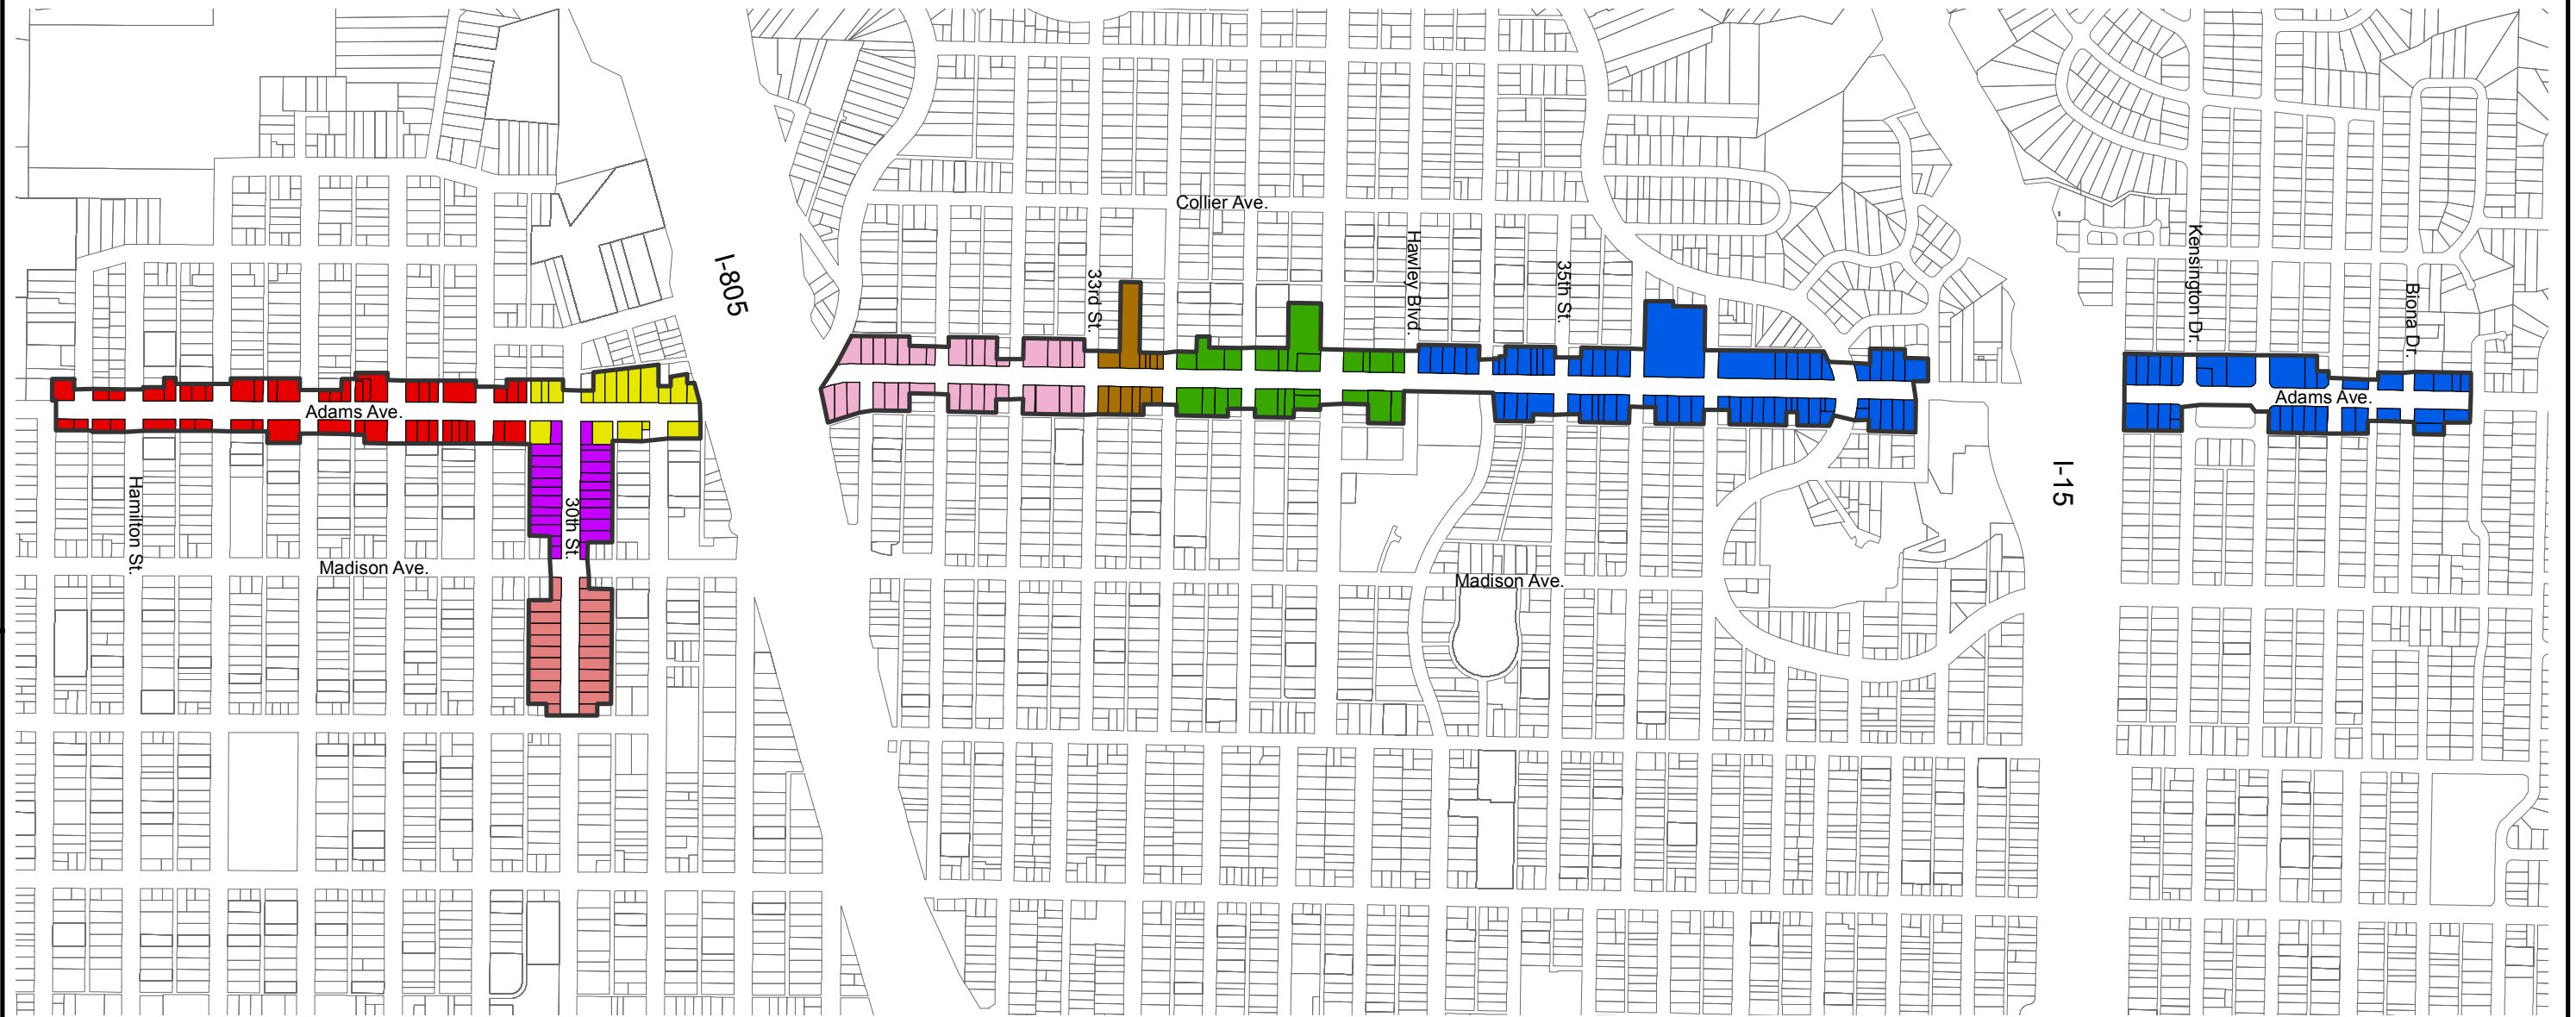 Collier Ave.
Hawley Blvd.
Kensington Dr.
I-805
33rd St.
35th St.
Biona Dr.
Adams Ave.
Adams Ave.
Hamilton St.
30th St.
I-15
Madison Ave.
Madison Ave.